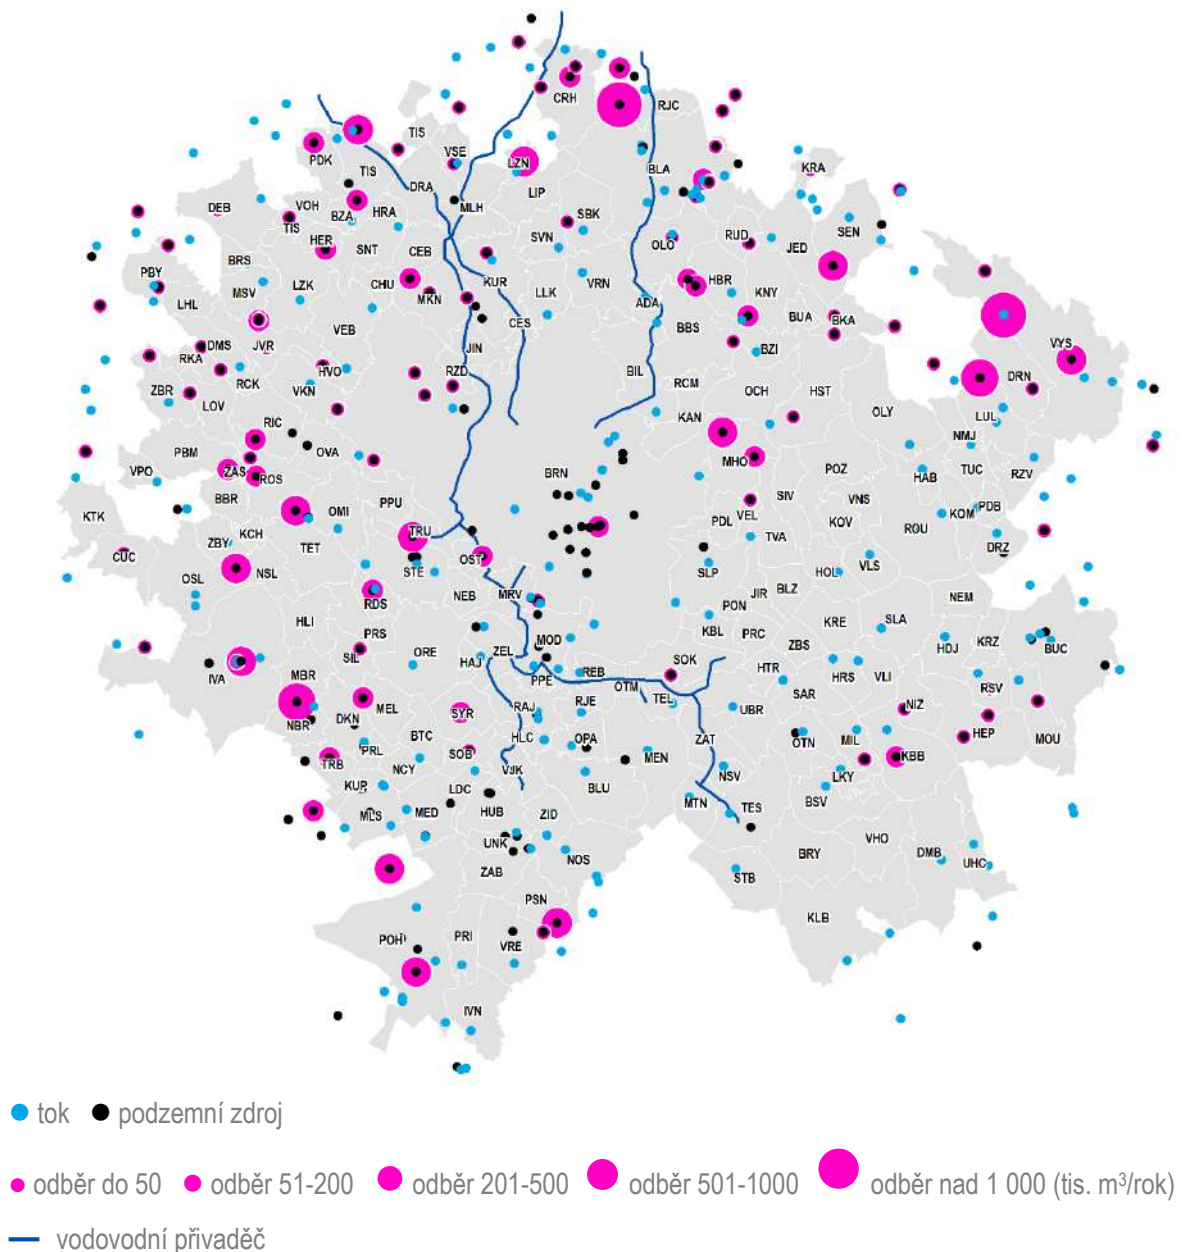 CRH
RJC
TIS
PDK
VSE
LZN
BLA
KRA
TIS
DRA
LIP
DEB
VOH
BZA
HRA
MLH
SBK
TIS
SEN
HER
SVN
OLO
RUD
JED
BRS
SNT
CEB
PBY
MSV
LZK
CHU
KUR
VRN
HBR
LHL
MKN
LLK
ADA
KNY
VEB
CES
BBS
BUA
BKA
DMS
JVR
JIN
BZI
VYS
RKA
RCK
HVO
RZD
BIL
RCM
DRN
ZBR
VKN
OCH
HST
LOV
KAN
OLY
LUL
RIC
NMJ
PBM
OVA
BRN
MHO
VPO
ZAS
ROS
POZ
HAB
TUC
RZV
BBR
PPU
SIV
VNS
KTK
OMI
VEL
KOM
PDB
KCH
TRU
PDL
KOV
ROU
ZBY
TET
TVA
DRZ
CUC
OST
NSL
STE
SLP
HOL
VLS
OSL
RDS
NEB
MRV
JIR
BLZ
NEM
PON
HLI
PRS
KBL
PRC
KRE
SLA
MOD
ZBS
HDJ
KRZ
BUC
ORE
ZEL
SIL
HAJ
SOK
IVA
HTR
MBR
PPE
REB
HRS
VLI
OTM
SAR
RSV
MEL
TEL
NIZ
SYR
RAJ
RJE
UBR
NBR
DKN
HEP
BTC
HLC
OPA
ZAT
OTN
MIL
MOU
PRL
SOB
MEN
KBB
TRB
NCY
VJK
NSV
LKY
KUP
LDC
BLU
BSV
MTN
MLS
MED
HUB
ZID
TES
UNK
VHO
NOS
BRY
DMB
UHC
ZAB
STB
PSN
KLB
POH
PRI
VRE
IVN
tok podzemní zdroj
odběr do 50 odběr 51-200 odběr 201-500 odběr 501-1000 odběr nad 1 000 (tis. m³/rok)
vodovodní přivaděč